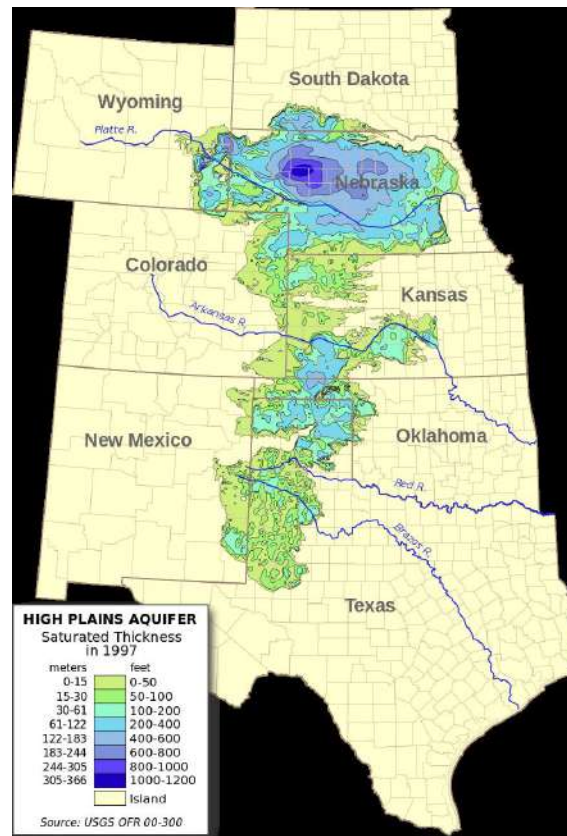 South Dakota
Wyoming
Platte R.
Nebraska
Colorado
Kansas
Arkansas R.
New Mexico
Oklahoma
Red R.
Brazos R.
Texas
HIGH PLAINS AQUIFER
Saturated Thickness
in 1997
meters feet
0-15 0-50
15-30 50-100
30-61 100-200
61-122 200-400
122-183 400-600
183-244 600-800
244-305 800-1000
305-366 1000-1200
Island
Source: USGS OFR 00-300